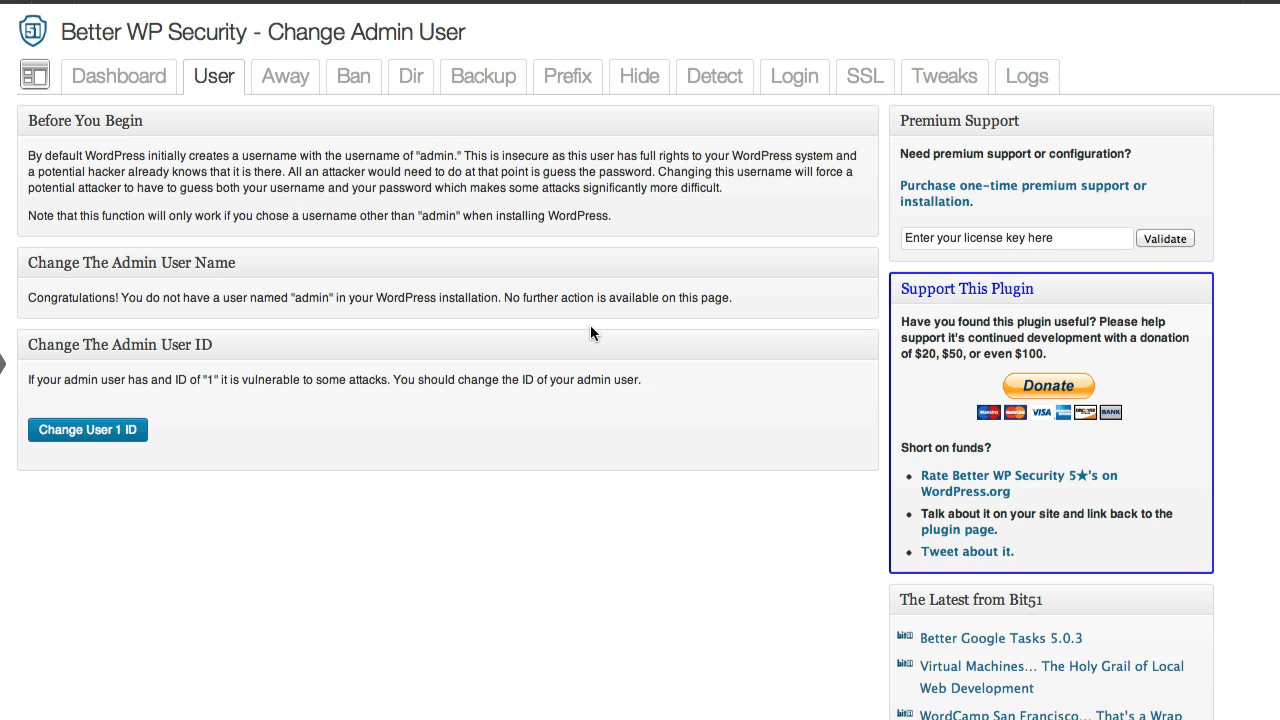 51
Better WP Security - Change Admin User
Dashboard User Away Ban Dir Backup Prefix Hide Detect Login SSL Tweaks Logs
Before You Begin
By default WordPress initially creates a username with the username of "admin." This is insecure as this user has full rights to your WordPress system and
a potential hacker already knows that it is there. All an attacker would need to do at that point is guess the password. Changing this username will force a
potential attacker to have to guess both your username and your password which makes some attacks significantly more difficult.
Note that this function will only work if you chose a username other than "admin" when installing WordPress.
Change The Admin User Name
Congratulations! You do not have a user named "admin" in your WordPress installation. No further action is available on this page.
Change The Admin User ID
If your admin user has and ID of "1" it is vulnerable to some attacks. You should change the ID of your admin user.
Change User 1 ID
Premium Support
Need premium support or configuration?
Purchase one-time premium support or
installation.
Enter your license key here Validate
Support This Plugin
Have you found this plugin useful? Please help
support it's continued development with a donation
of $20, $50, or even $100.
Donate
Maestro MasterCard VISA BANK
Short on funds?
Rate Better WP Security 5★'s on
WordPress.org
Talk about it on your site and link back to the
plugin page.
Tweet about it.
The Latest from Bit51
bit51 Better Google Tasks 5.0.3
bit51 Virtual Machines... The Holy Grail of Local
Web Development
bit51 WordCamp San Francisco... That's a Wrap